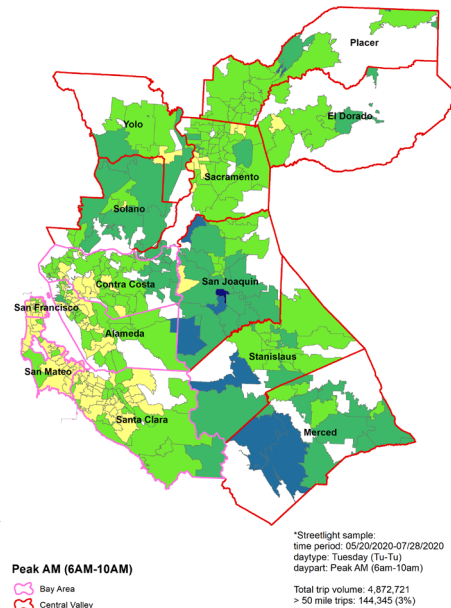 Placer
El Dorado
Yolo
Sacramento
Solano
San Joaquin
Contra Costa
San Francisco
Alameda
Stanislaus
San Mateo
Santa Clara
Merced
*Streetlight sample:
time period: 05/20/2020-07/28/2020
daytype: Tuesday (Tu-Tu)
daypart: Peak AM (6am-10am)
Peak AM (6AM-10AM)
Bay Area
Total trip volume: 4,872,721
Central Valley
> 50 mile trips: 144,345 (3%)